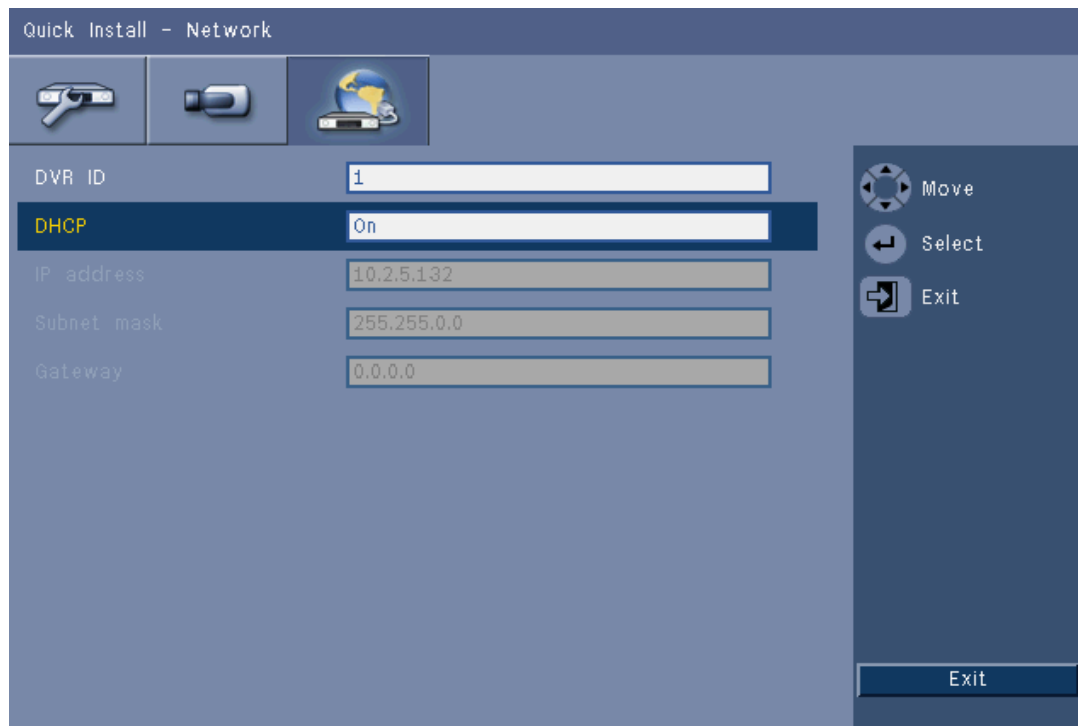 Quick Install - Network
DVR ID 1
DHCP On
IP address 10.2.5.132
Subnet mask 255.255.0.0
Gateway 0.0.0.0
Move
Select
Exit
Exit